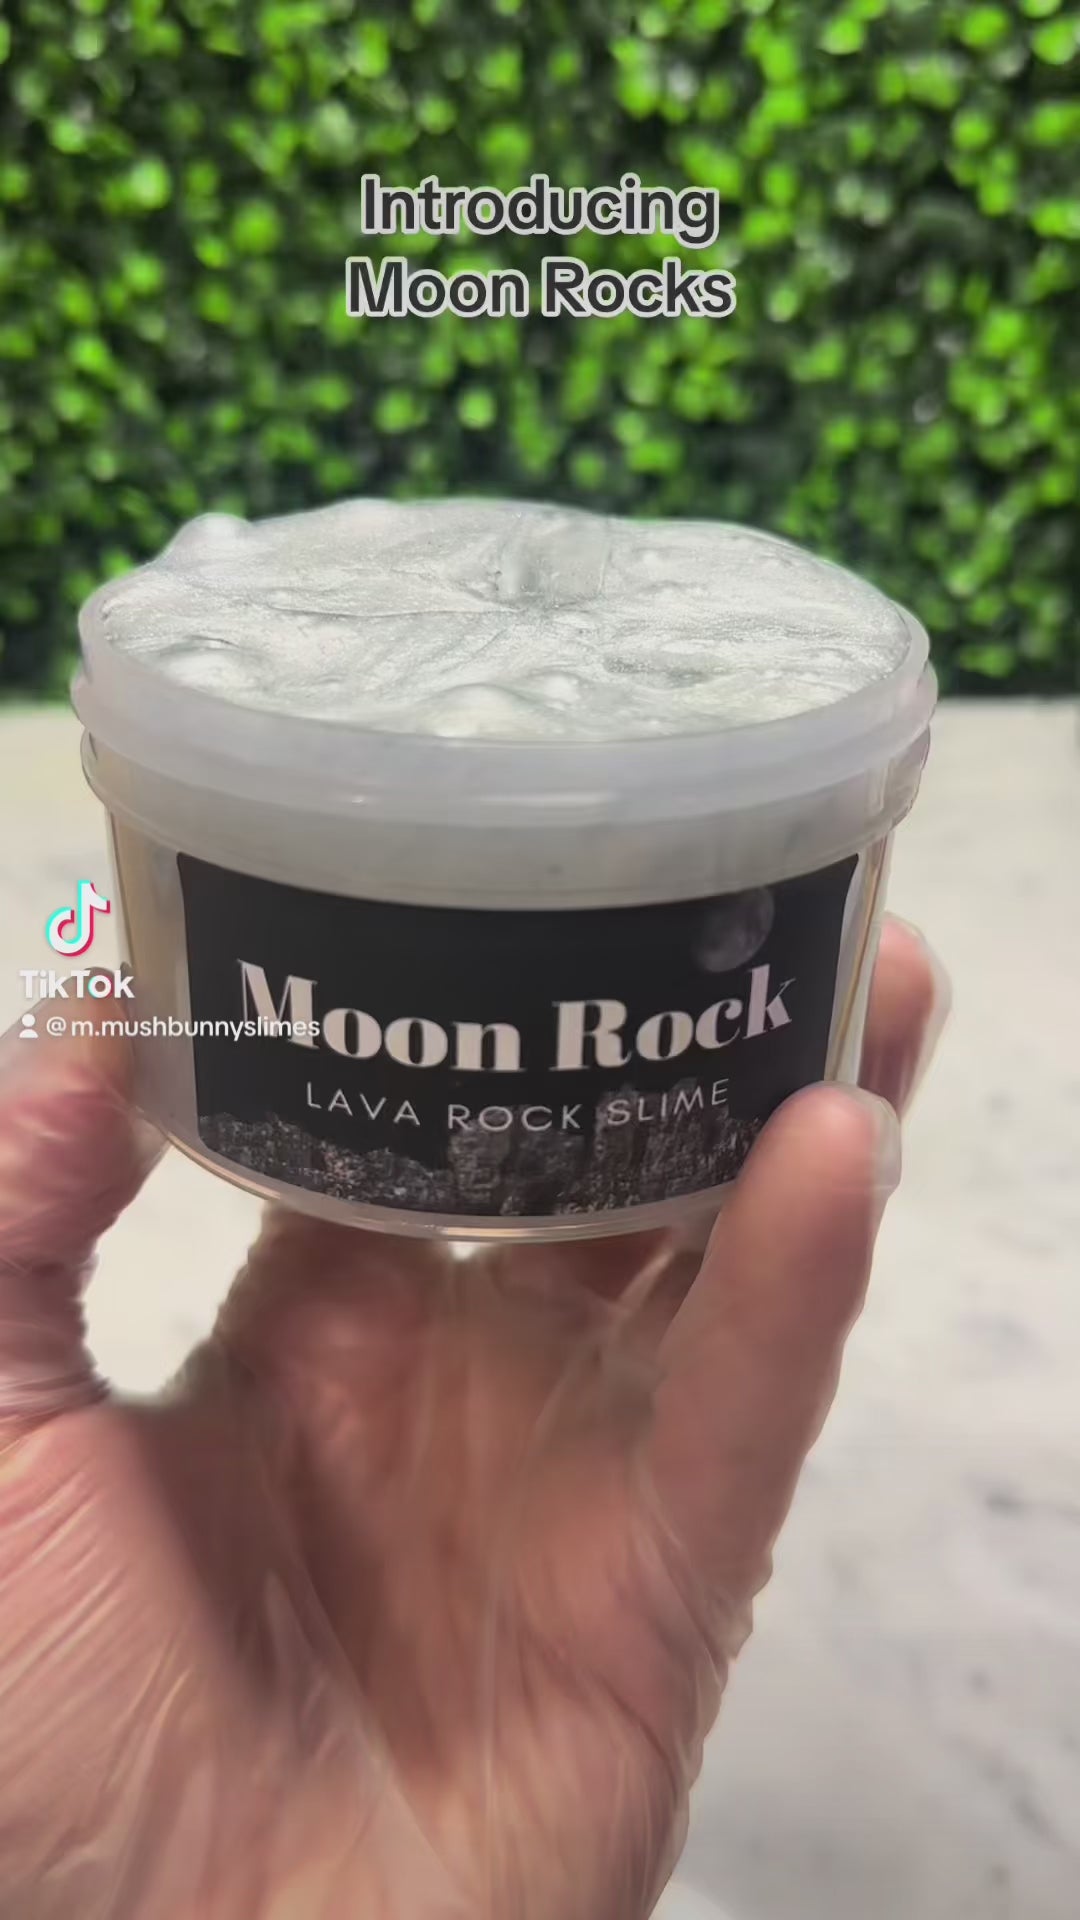 Introducing
Moon Rocks
Moon Rock
LAVA ROCK SLIME
TikTok
@m.mushbunnyslimes